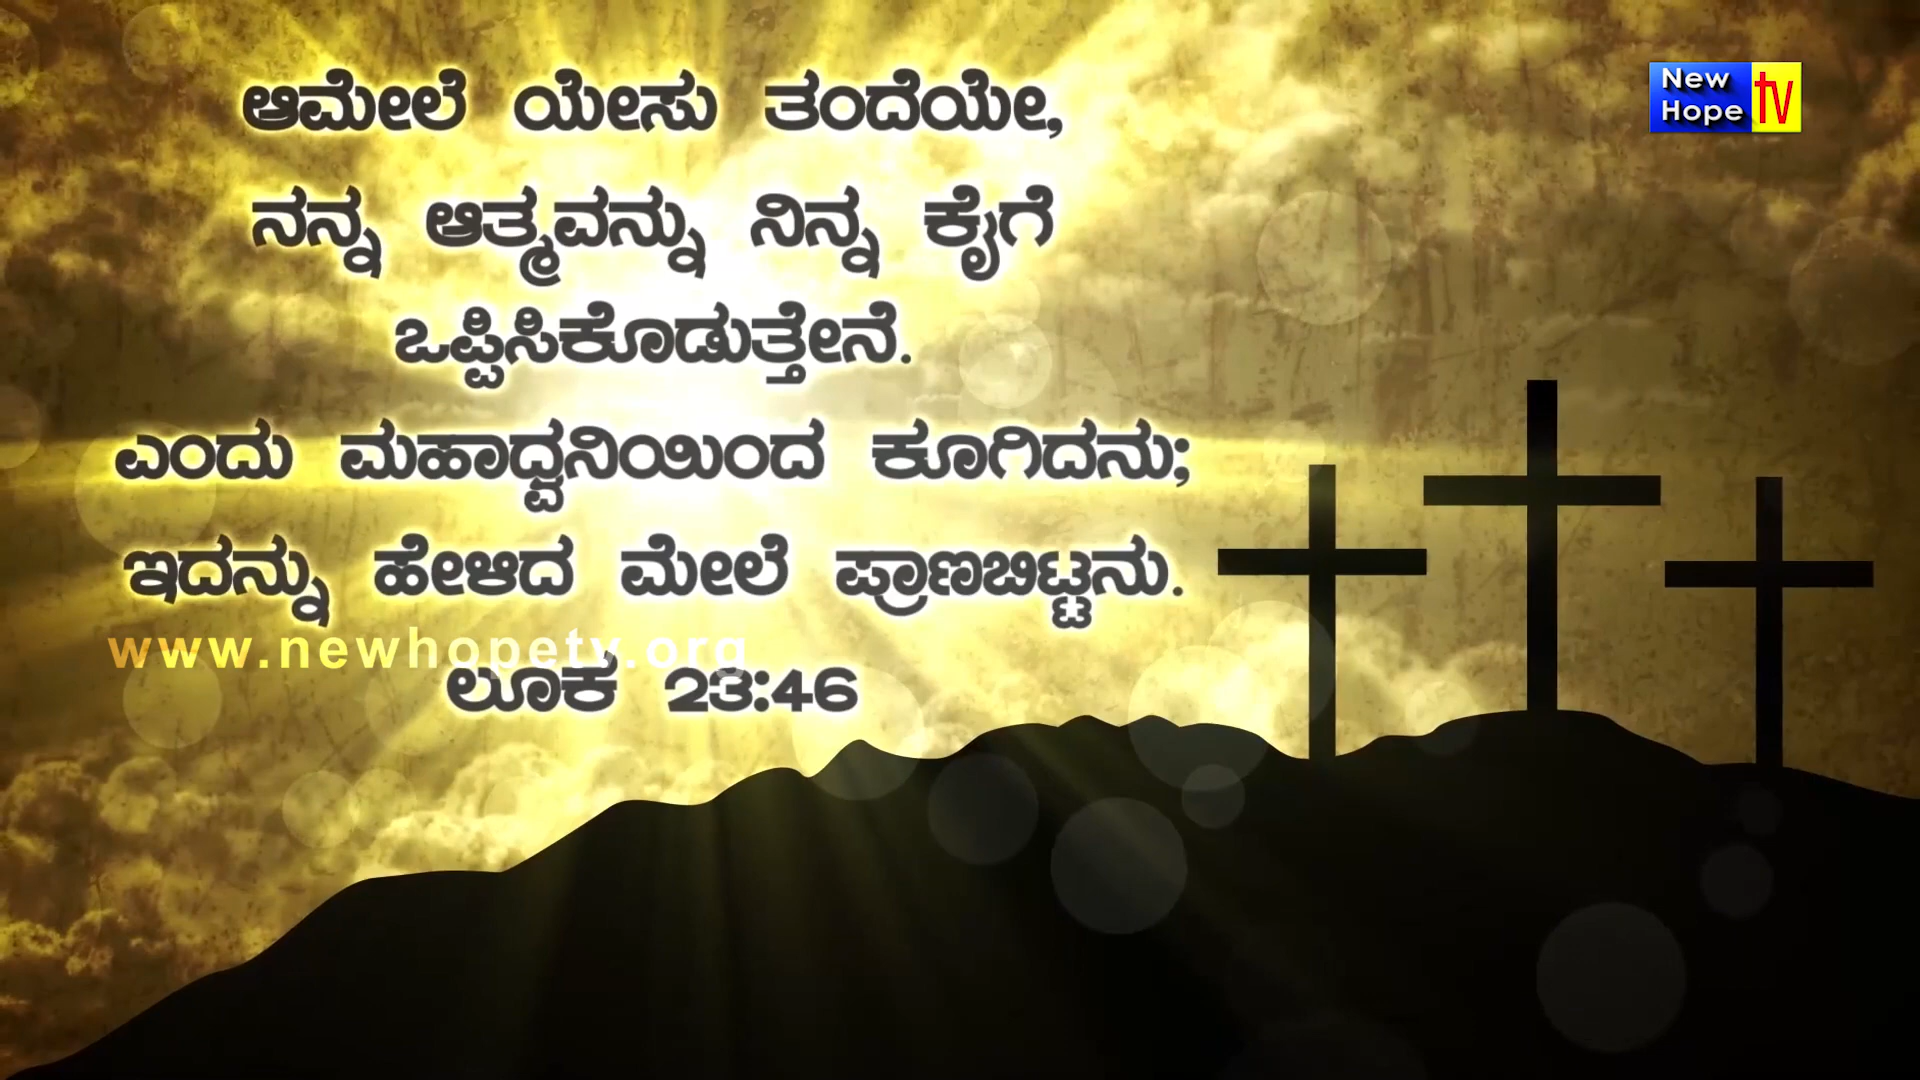 New
Hope tv
ಆಮೇಲೆ ಯೇಸು ತಂದೆಯೇ,
ನನ್ನ ಆತ್ಮವನ್ನು ನಿನ್ನ ಕೈಗೆ
ಒಪ್ಪಿಸಿಕೊಡುತ್ತೇನೆ.
ಎಂದು ಮಹಾಧ್ವನಿಯಿಂದ ಕೂಗಿದನು;
ಇದನ್ನು ಹೇಳಿದ ಮೇಲೆ ಪ್ರಾಣಬಿಟ್ಟನು.
www.newhopetv.org
ಲೂಕ 23:46